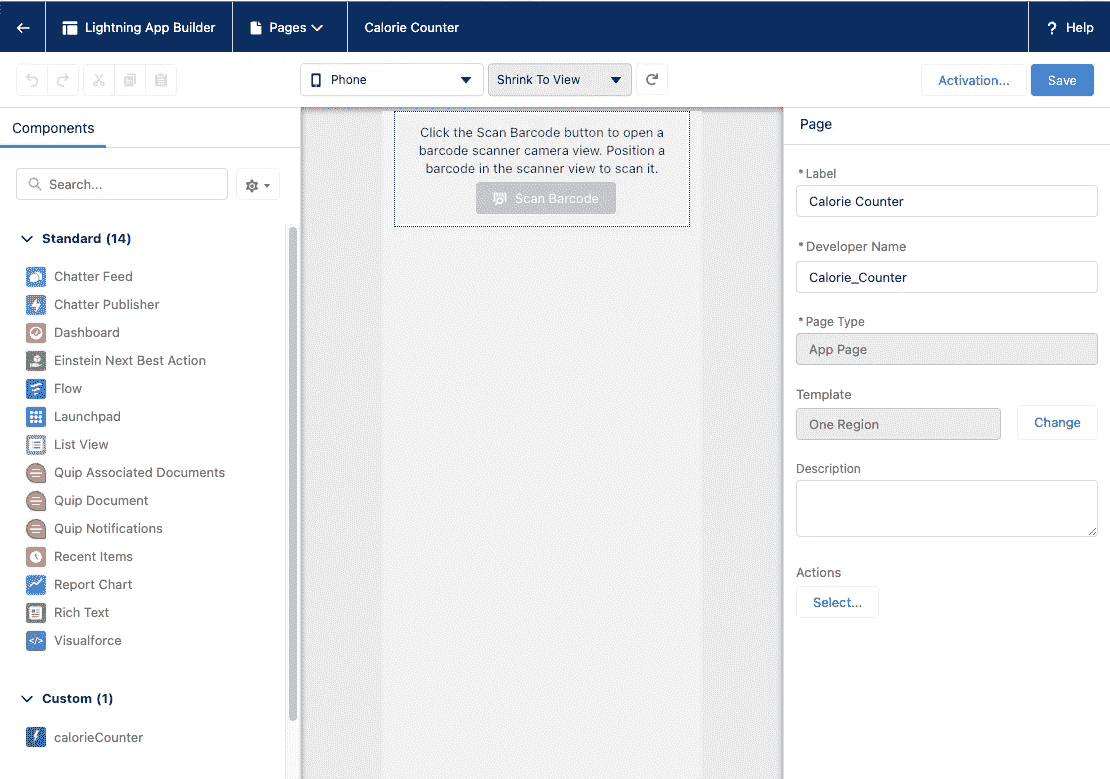 Lightning App Builder
Pages
Calorie Counter
? Help
Phone
Shrink To View
Activation...
Save
Components
Search...
Standard (14)
Chatter Feed
Chatter Publisher
Dashboard
Einstein Next Best Action
Flow
Launchpad
List View
Quip Associated Documents
Quip Document
Quip Notifications
Recent Items
Report Chart
Rich Text
Visualforce
Custom (1)
calorieCounter
Click the Scan Barcode button to open a
barcode scanner camera view. Position a
barcode in the scanner view to scan it.
Scan Barcode
Page
*Label
Calorie Counter
*Developer Name
Calorie_Counter
*Page Type
App Page
Template
One Region
Change
Description
Actions
Select...